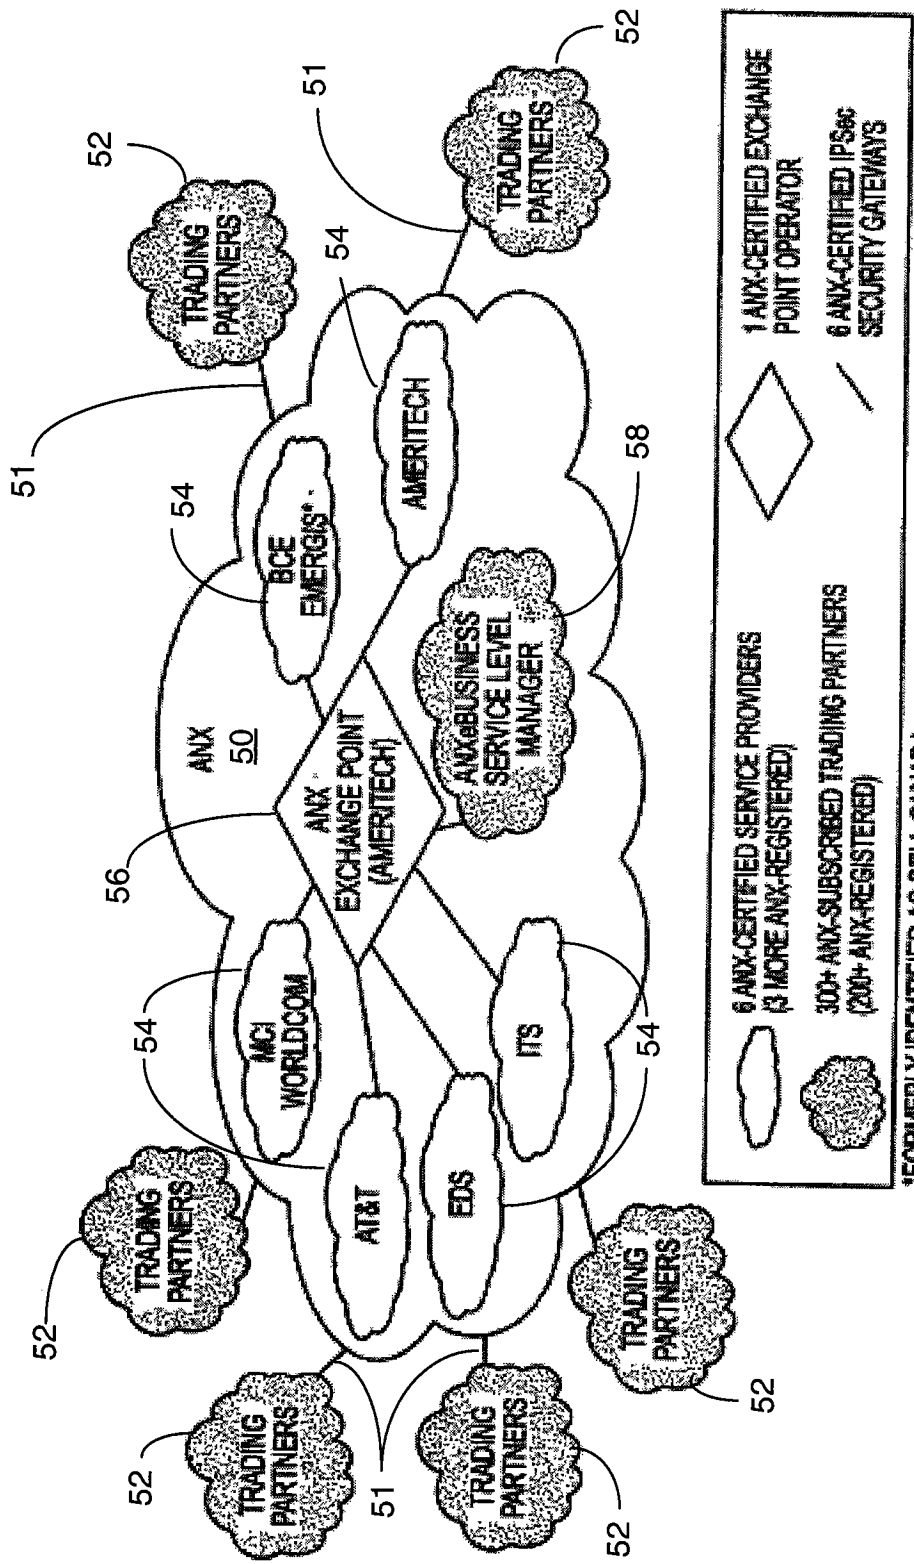 52
TRADING
PARTNERS
52
TRADING
PARTNERS
52
TRADING
PARTNERS
52
TRADING
PARTNERS
52
TRADING
PARTNERS
52
TRADING
PARTNERS
51
51
51
54
54
54
54
56
58
ANX
50
MCI
WORLDCOM
AT&T
EDS
ITS
BCE
EMERGIS*
AMERITECH
ANX
EXCHANGE POINT
(AMERITECH)
ANXeBUSINESS
SERVICE LEVEL
MANAGER
6 ANX-CERTIFIED SERVICE PROVIDERS
(3 MORE ANX-REGISTERED)
300+ ANX-SUBSCRIBED TRADING PARTNERS
(200+ ANX-REGISTERED)
1 ANX-CERTIFIED EXCHANGE
POINT OPERATOR
6 ANX-CERTIFIED IPSec
SECURITY GATEWAYS